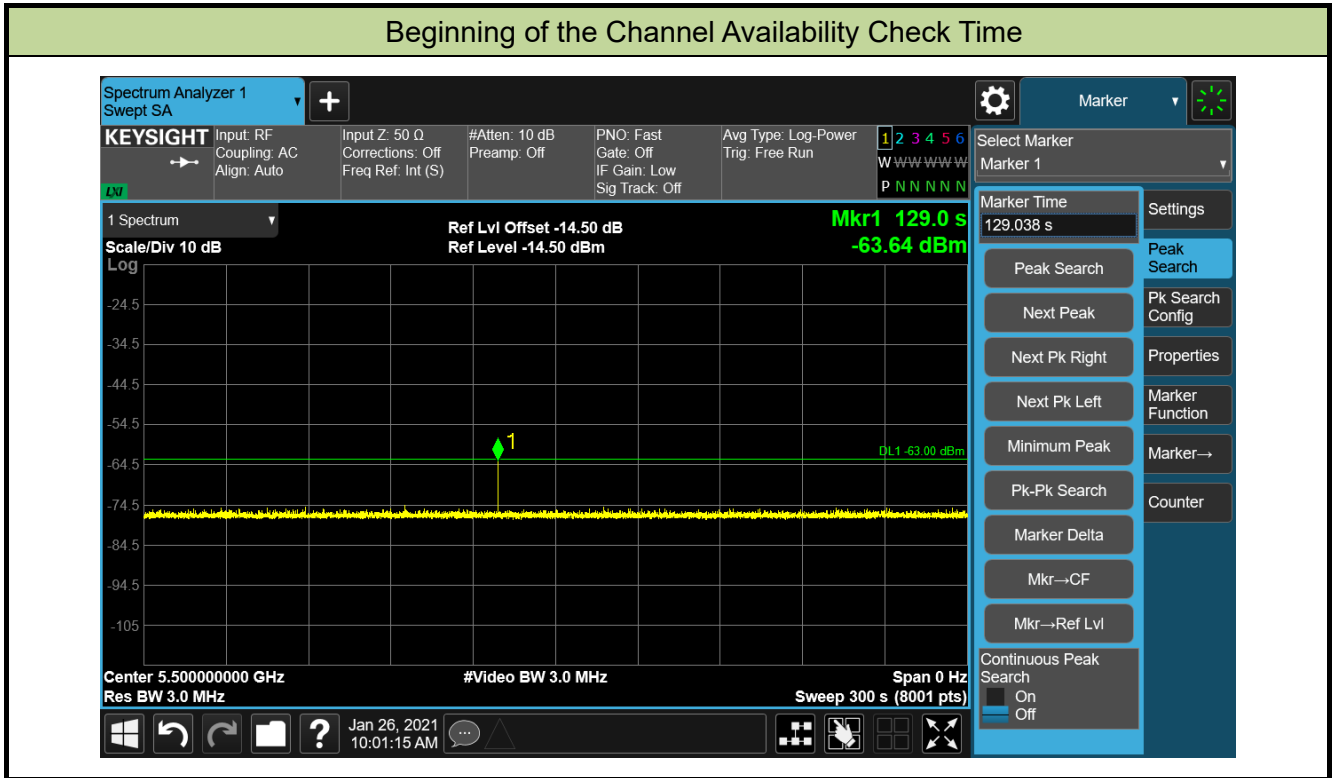 Beginning of the Channel Availability Check Time
Spectrum Analyzer 1
Swept SA
Marker
KEYSIGHT
LXI
Input: RF
Coupling: AC
Align: Auto
Input Z: 50 Ω
Corrections: Off
Freq Ref: Int (S)
#Atten: 10 dB
Preamp: Off
PNO: Fast
Gate: Off
IF Gain: Low
Sig Track: Off
Avg Type: Log-Power
Trig: Free Run
1 2 3 4 5 6
W W W W W W
P N N N N N
Select Marker
Marker 1
1 Spectrum
Scale/Div 10 dB
Log
Ref Lvl Offset -14.50 dB
Ref Level -14.50 dBm
Mkr1 129.0 s
-63.64 dBm
-24.5
-34.5
-44.5
-54.5
-64.5
-74.5
-84.5
-94.5
-105
1
DL1 -63.00 dBm
Center 5.500000000 GHz
Res BW 3.0 MHz
#Video BW 3.0 MHz
Span 0 Hz
Sweep 300 s (8001 pts)
Marker Time
129.038 s
Peak Search
Next Peak
Next Pk Right
Next Pk Left
Minimum Peak
Pk-Pk Search
Marker Delta
Mkr→CF
Mkr→Ref Lvl
Continuous Peak
Search
On
Off
Settings
Peak
Search
Pk Search
Config
Properties
Marker
Function
Marker→
Counter
?
Jan 26, 2021
10:01:15 AM